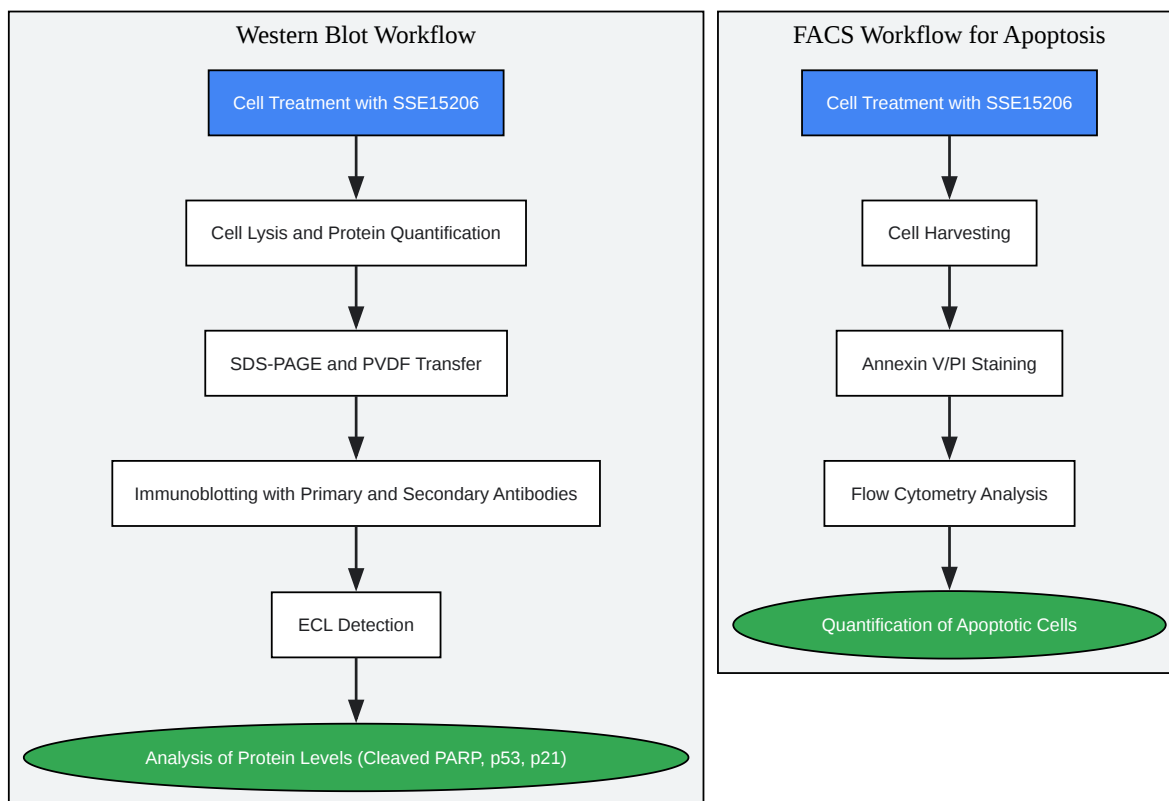 Western Blot Workflow
Cell Treatment with SSE15206
Cell Lysis and Protein Quantification
SDS-PAGE and PVDF Transfer
Immunoblotting with Primary and Secondary Antibodies
ECL Detection
Analysis of Protein Levels (Cleaved PARP, p53, p21)
FACS Workflow for Apoptosis
Cell Treatment with SSE15206
Cell Harvesting
Annexin V/PI Staining
Flow Cytometry Analysis
Quantification of Apoptotic Cells